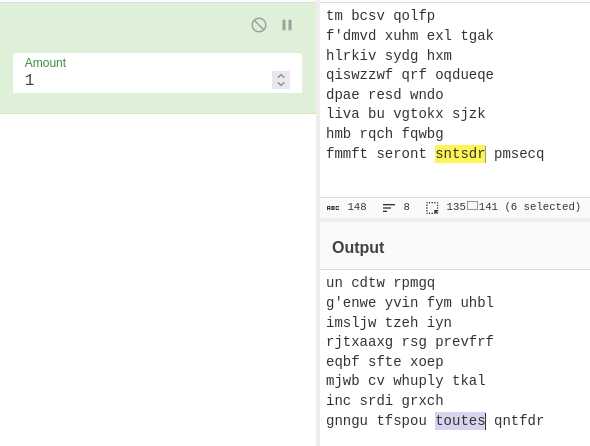 Amount
1
tm bcsv qolfp
f'dmvd xuhm exl tgak
hlrkiv sydg hxm
qiswzzwf qrf oqdueqe
dpae resd wndo
liva bu vgtokx sjzk
hmb rqch fqwbg
fmmft seront sntsdr pmsecq
ABC 148 8 135 141 (6 selected)
Output
un cdtw rpmgq
g'enwe yvin fym uhbl
imsljw tzeh iyn
rjtxaaxg rsg prevfrf
eqbf sfte xoep
mjwb cv whuply tkal
inc srdi grxch
gnngu tfspou toutes qntfdr